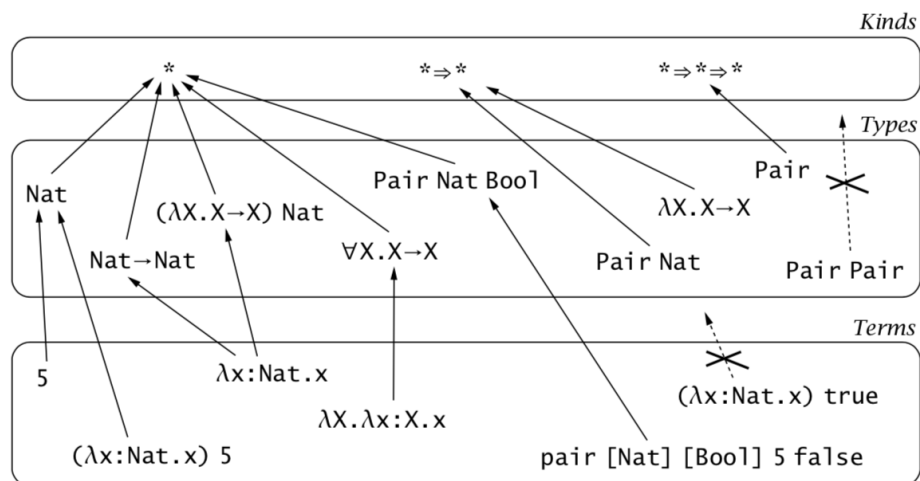 Kinds
* *⇒* *⇒*⇒*
Types
Nat
Pair Nat Bool
Pair
(λX.X→X) Nat
λX.X→X
Nat→Nat
∀X.X→X
Pair Nat
Pair Pair
Terms
5
λx:Nat.x
(λx:Nat.x) true
λX.λx:X.x
(λx:Nat.x) 5
pair [Nat] [Bool] 5 false